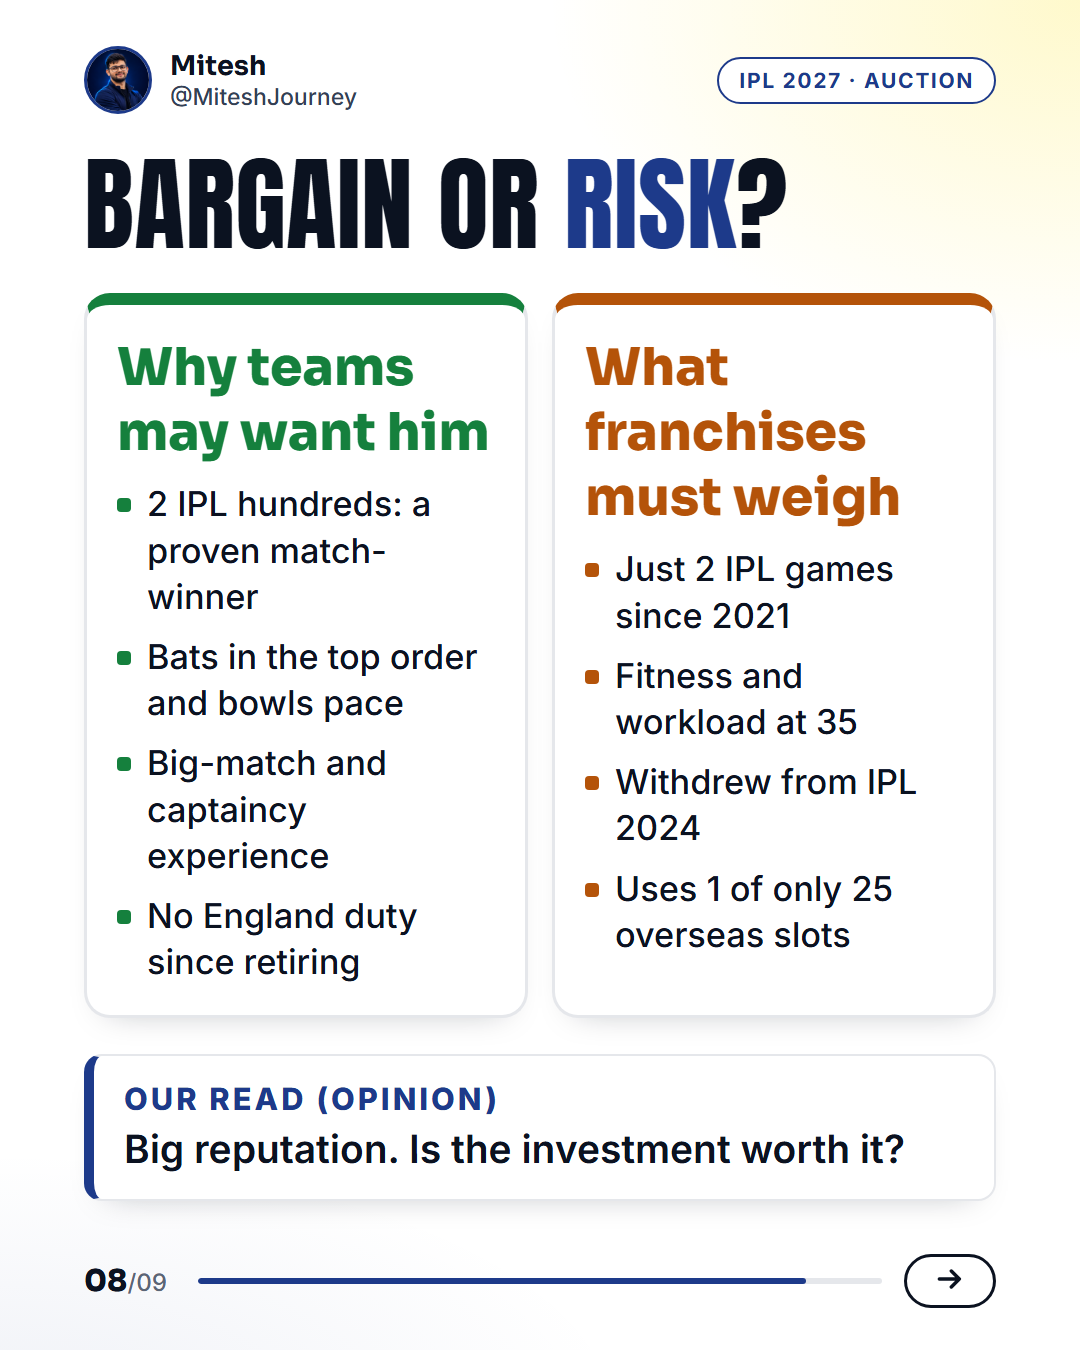 Mitesh
@MiteshJourney
IPL 2027 · AUCTION
BARGAIN OR RISK?
Why teams
may want him
2 IPL hundreds: a
proven match-
winner
Bats in the top order
and bowls pace
Big-match and
captaincy
experience
No England duty
since retiring
What
franchises
must weigh
Just 2 IPL games
since 2021
Fitness and
workload at 35
Withdrew from IPL
2024
Uses 1 of only 25
overseas slots
OUR READ (OPINION)
Big reputation. Is the investment worth it?
08/09